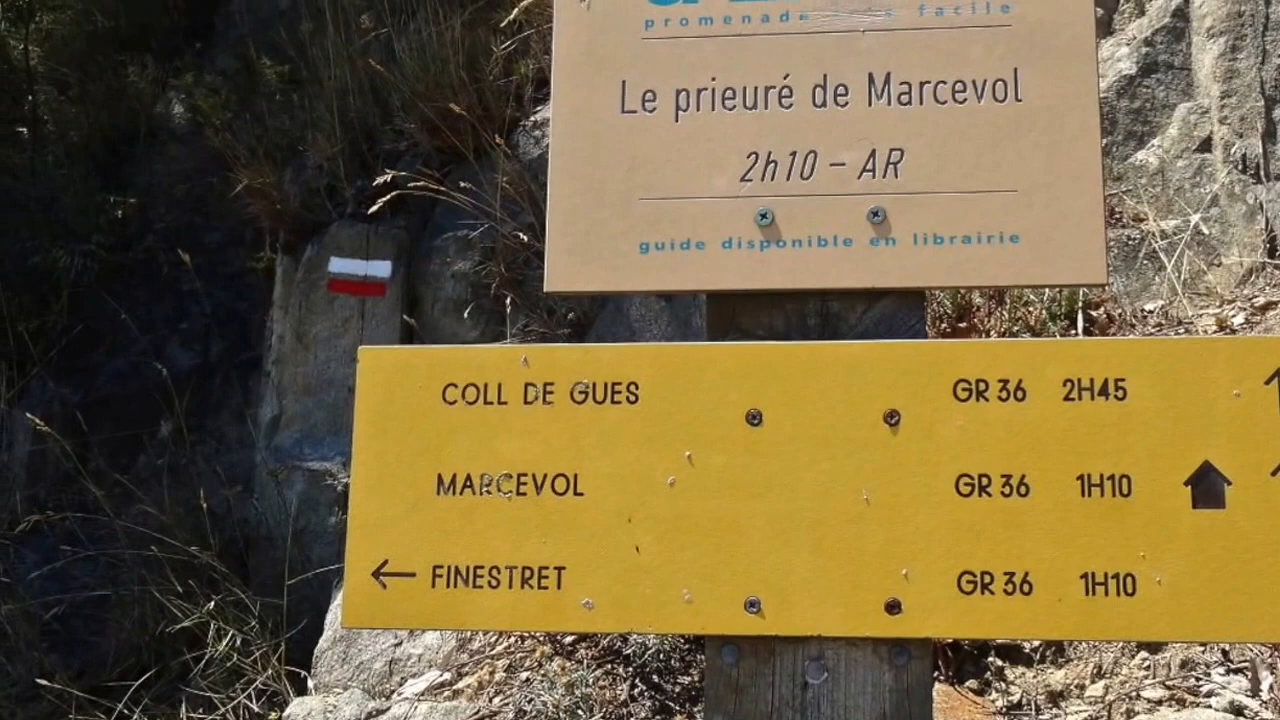 promenade facile
Le prieuré de Marcevol
2h10 – AR
guide disponible en librairie
COLL DE GUES GR 36 2H45
MARCEVOL GR 36 1H10
← FINESTRET GR 36 1H10